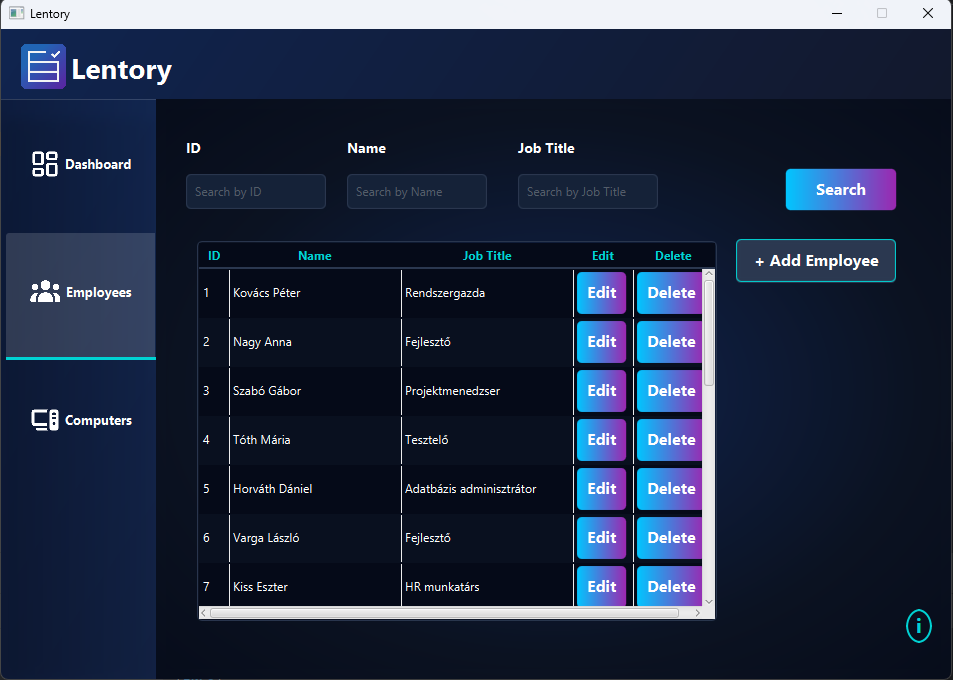 Lentory
Lentory
Dashboard
Employees
Computers
ID Name Job Title
Search by ID Search by Name Search by Job Title
Search
+ Add Employee
ID Name Job Title Edit Delete
1 Kovács Péter Rendszergazda Edit Delete
2 Nagy Anna Fejlesztő Edit Delete
3 Szabó Gábor Projektmenedzser Edit Delete
4 Tóth Mária Tesztelő Edit Delete
5 Horváth Dániel Adatbázis adminisztrátor Edit Delete
6 Varga László Fejlesztő Edit Delete
7 Kiss Eszter HR munkatárs Edit Delete
i